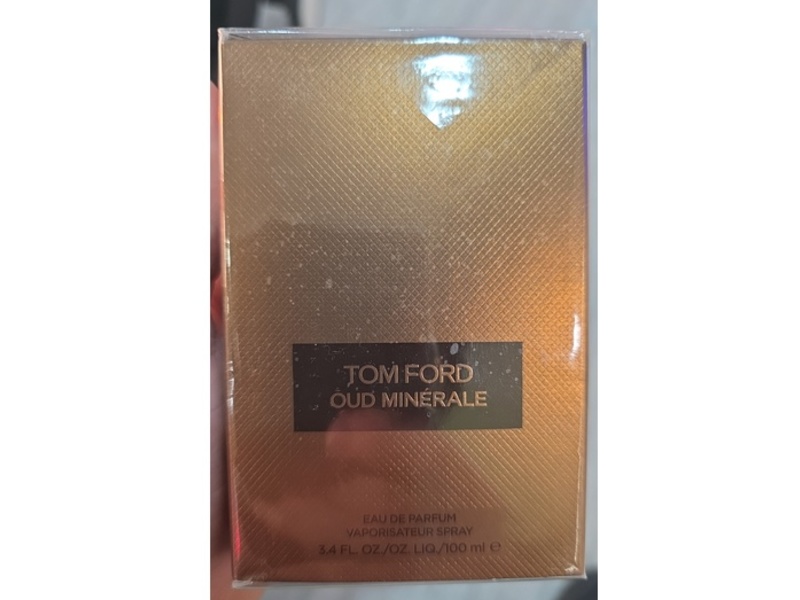 TOM FORD
OUD MINÉRALE
EAU DE PARFUM
VAPORISATEUR SPRAY
3.4 FL. OZ./OZ. LIQ./100 ml ℮